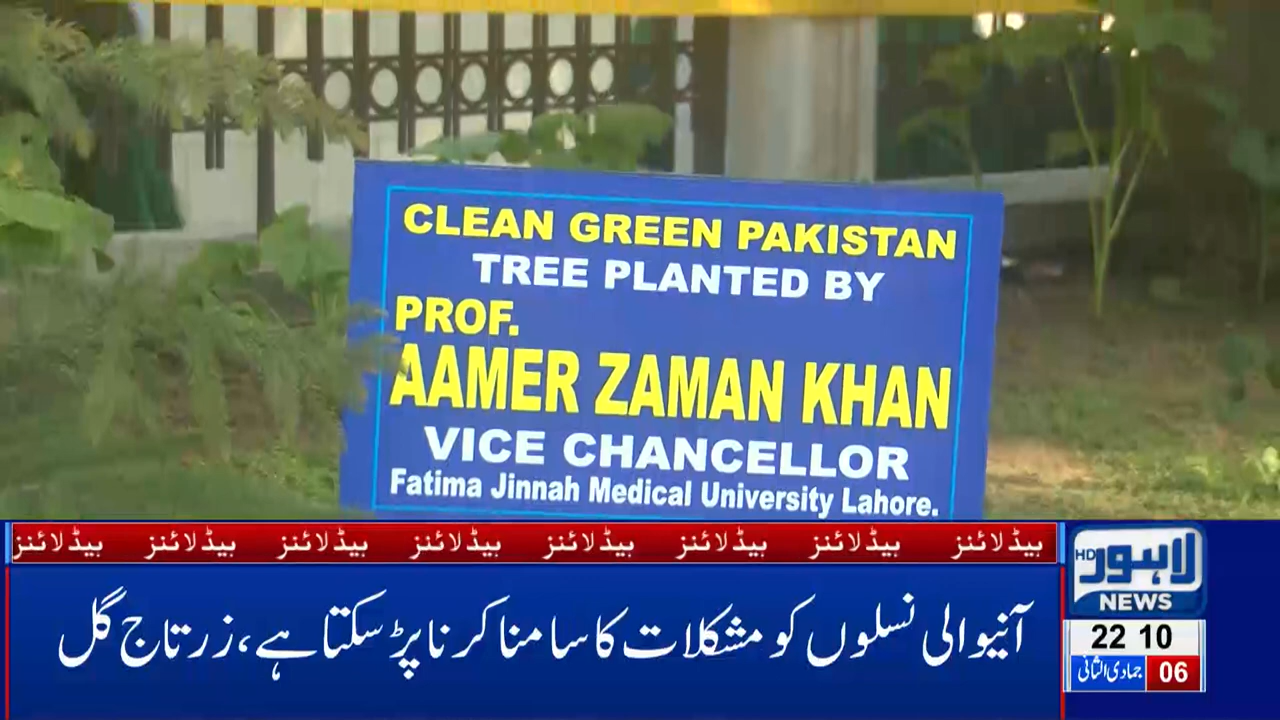 CLEAN GREEN PAKISTAN
TREE PLANTED BY
PROF.
AAMER ZAMAN KHAN
VICE CHANCELLOR
Fatima Jinnah Medical University Lahore.
ہیڈلائنز ہیڈلائنز ہیڈلائنز ہیڈلائنز ہیڈلائنز ہیڈلائنز ہیڈلائنز ہیڈلائنز
آنیوالی نسلوں کو مشکلات کا سامنا کرنا پڑ سکتا ہے، زرتاج گل
لاہور HD
NEWS
22 10
جمادی الثانی 06